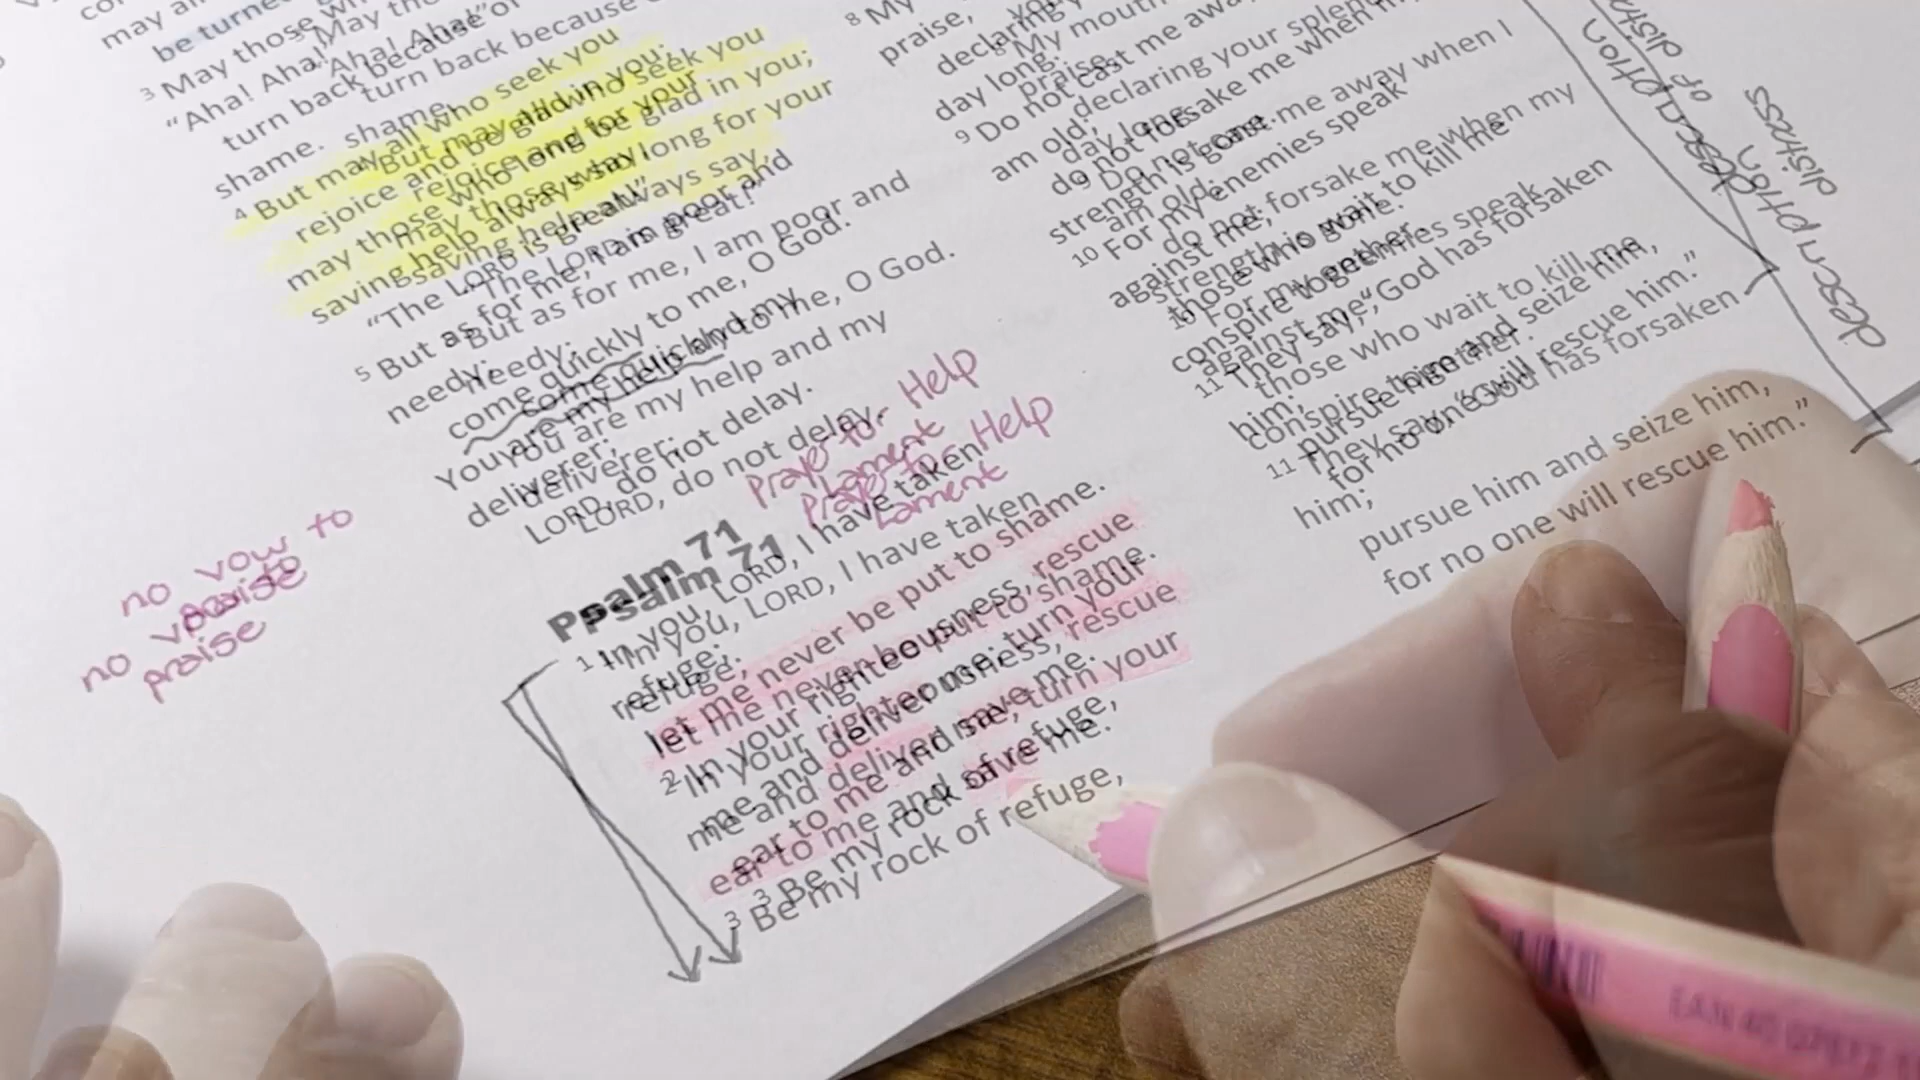 may al
be turned
3 May those w
"Aha! Aha!"
turn back because of
shame.
4 But may all who seek you
rejoice and be glad in you;
may those who long for your
saving help always say,
"The LORD is great!"
5 But as for me, I am poor and
needy;
come quickly to me, O God.
You are my help and my
deliverer;
LORD, do not delay.
Prayer for Help
Lament
no vow to
praise
Psalm 71
1 In you, LORD, I have taken
refuge;
let me never be put to shame.
2 In your righteousness, rescue
me and deliver me; turn your
ear to me and save me.
3 Be my rock of refuge,
8 My mouth
praise,
declaring your splend
day long.
9 Do not cast me away when I
am old;
do not forsake me when my
strength is gone.
10 For my enemies speak
against me;
those who wait to kill me
conspire together.
11 They say, "God has forsaken
him;
pursue him and seize him,
for no one will rescue him."
description
of distress